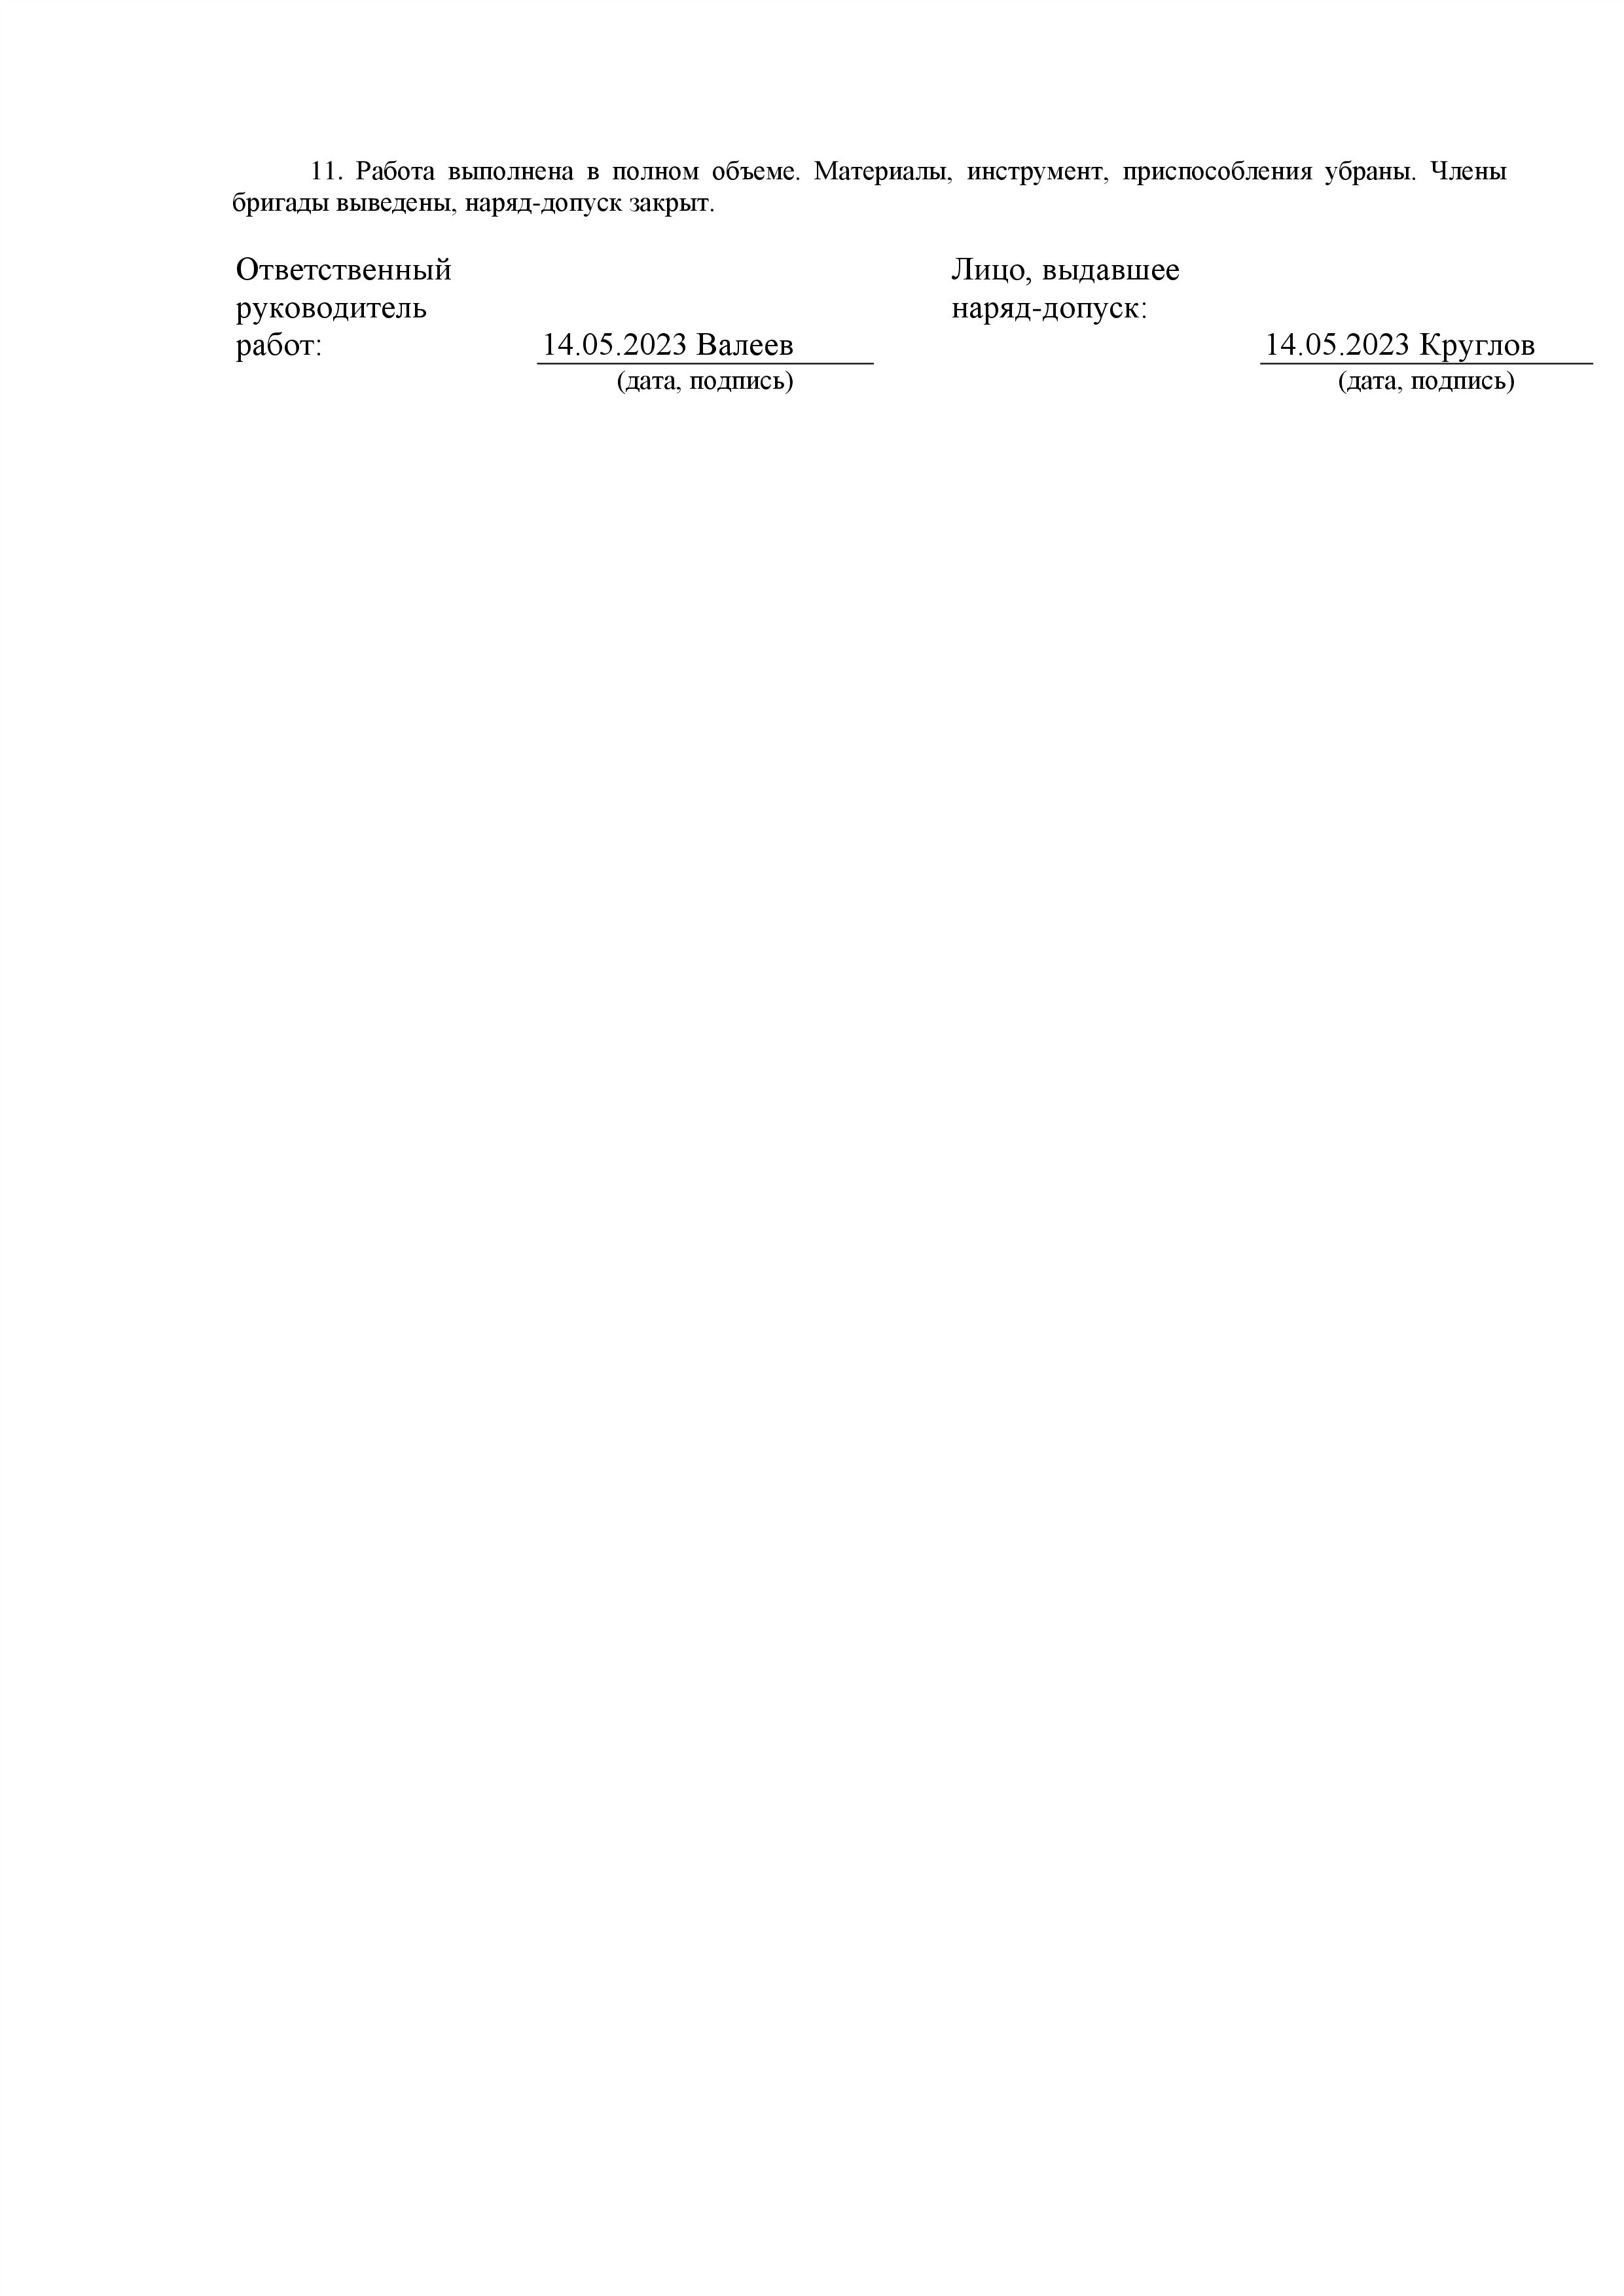 11. Работа выполнена в полном объеме. Материалы, инструмент, приспособления убраны. Члены
бригады выведены, наряд-допуск закрыт.
Ответственный
руководитель
работ:
14.05.2023 Валеев
(дата, подпись)
Лицо, выдавшее
наряд-допуск:
14.05.2023 Круглов
(дата, подпись)